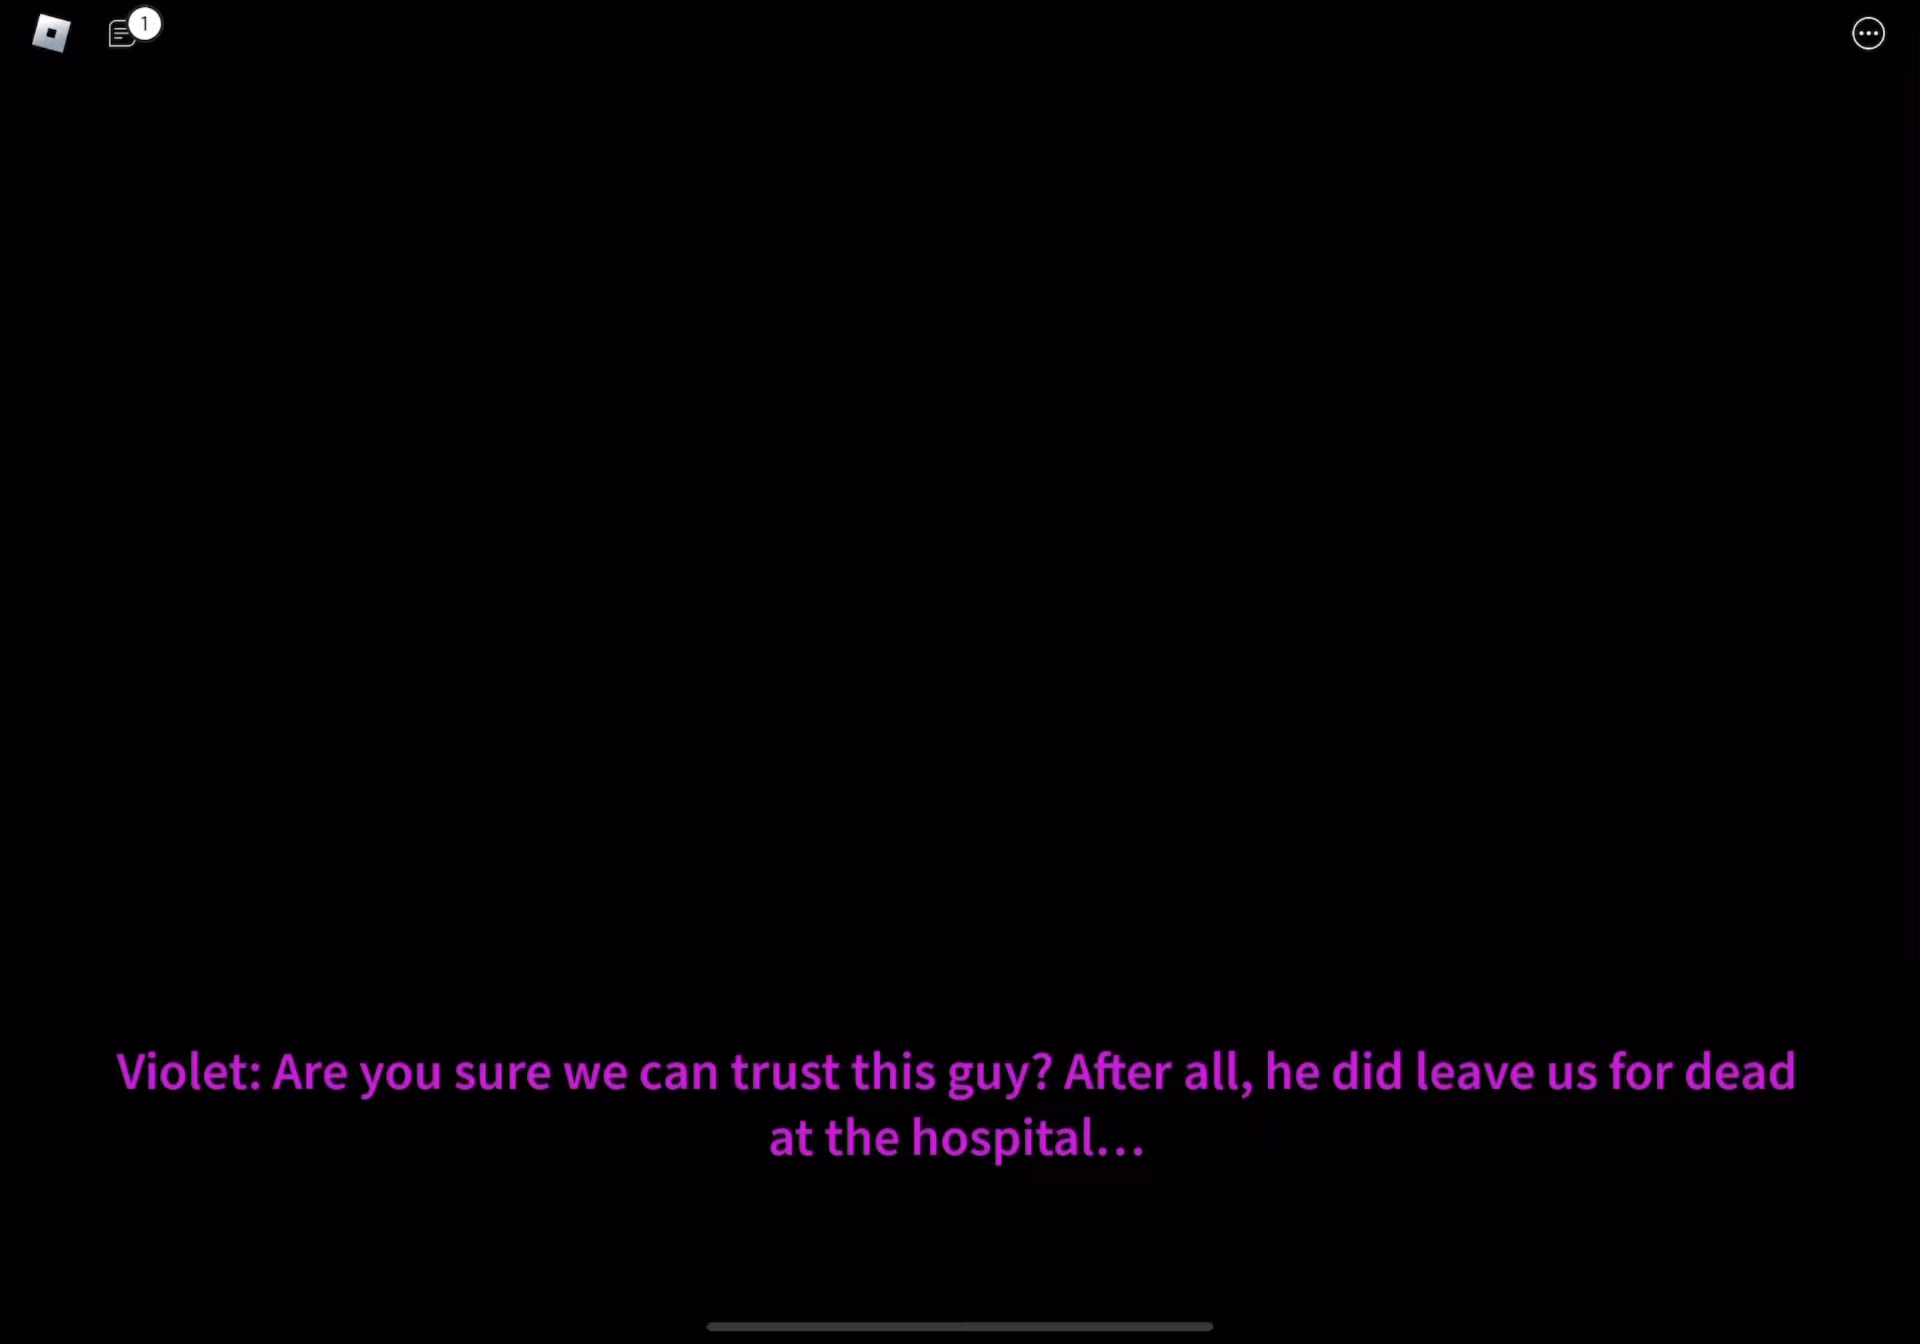 1
Violet: Are you sure we can trust this guy? After all, he did leave us for dead
at the hospital...